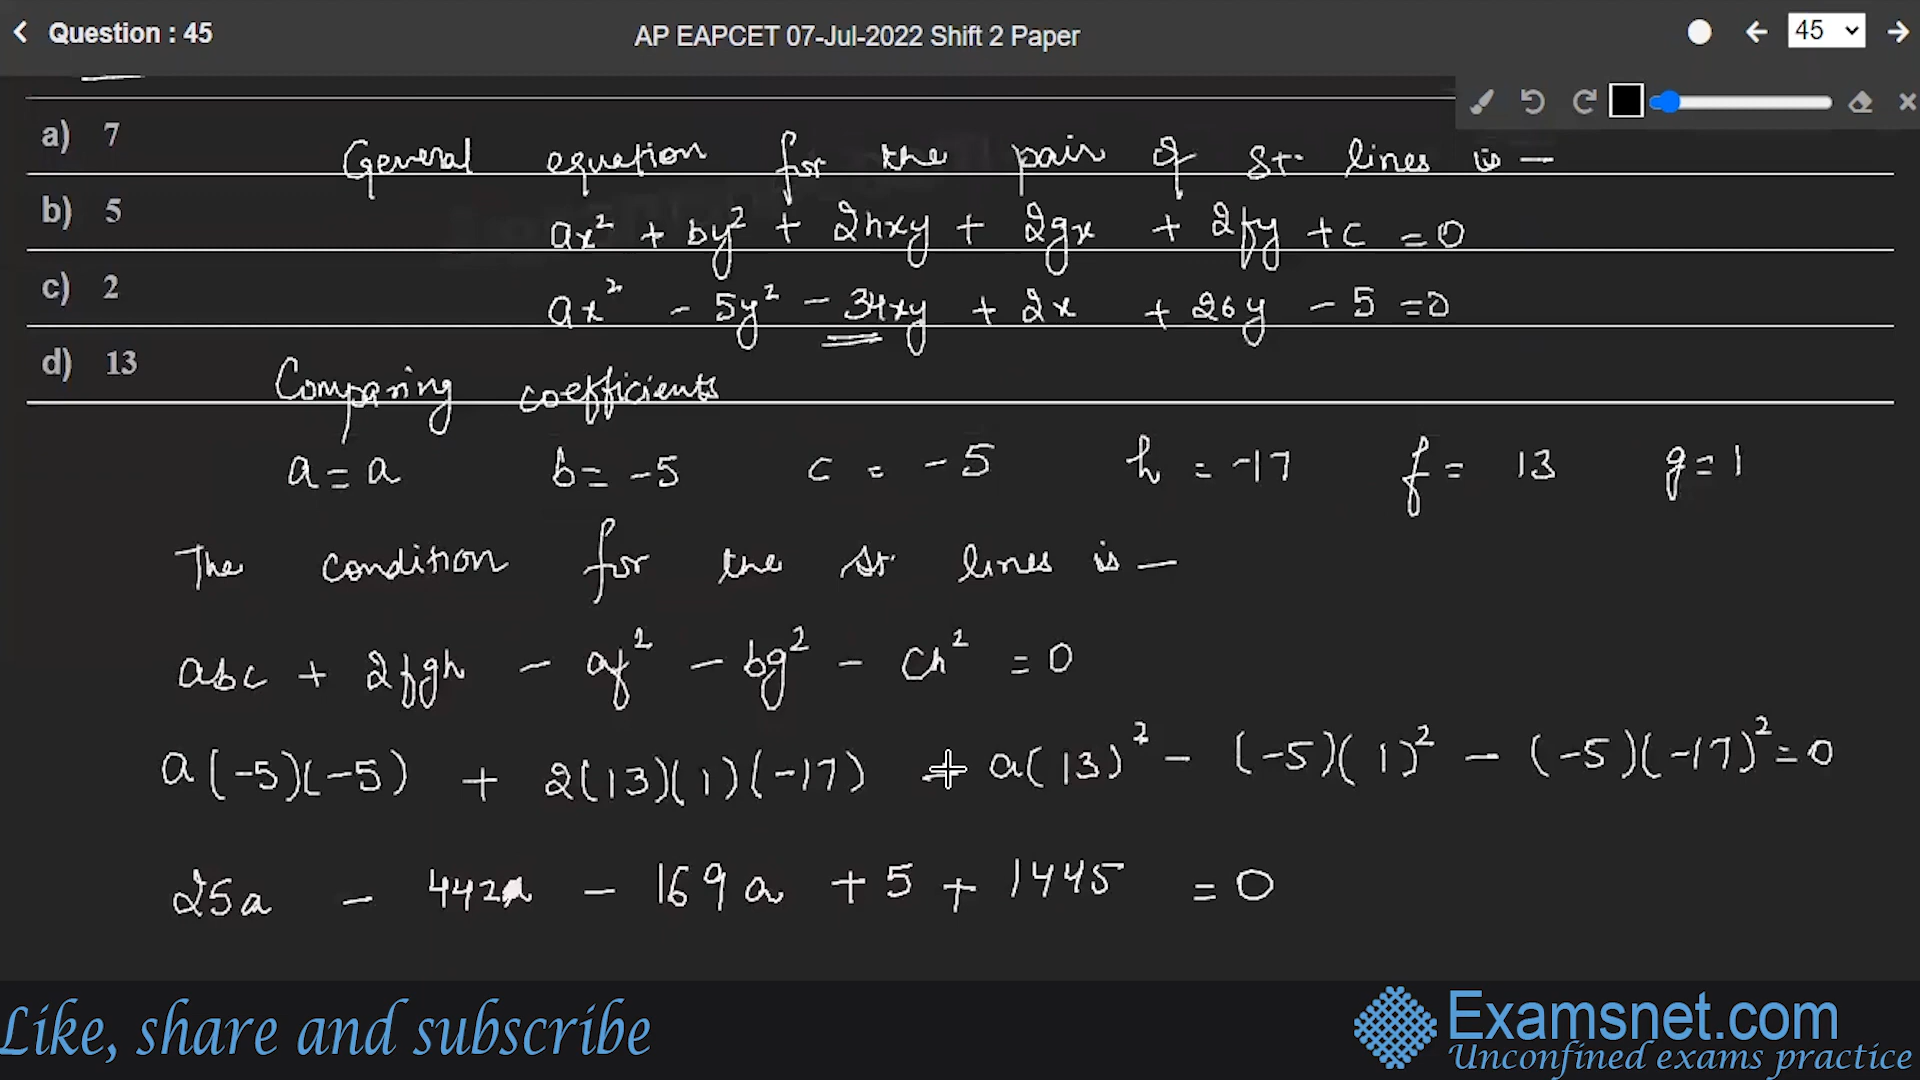 Question : 45
AP EAPCET 07-Jul-2022 Shift 2 Paper
45
a) 7
General equation for the pair of St. lines is —
b) 5
ax² + by² + 2hxy + 2gx + 2fy + c = 0
c) 2
ax² - 5y² - 34xy + 2x + 26y - 5 = 0
d) 13
Comparing coefficients
a = a b = -5 c = -5 h = -17 f = 13 g = 1
The condition for the st. lines is —
abc + 2fgh - af² - bg² - ch² = 0
a(-5)(-5) + 2(13)(1)(-17) - a(13)² - (-5)(1)² - (-5)(-17)² = 0
25a - 442 - 169a + 5 + 1445 = 0
Like, share and subscribe
Examsnet.com
Unconfined exams practice